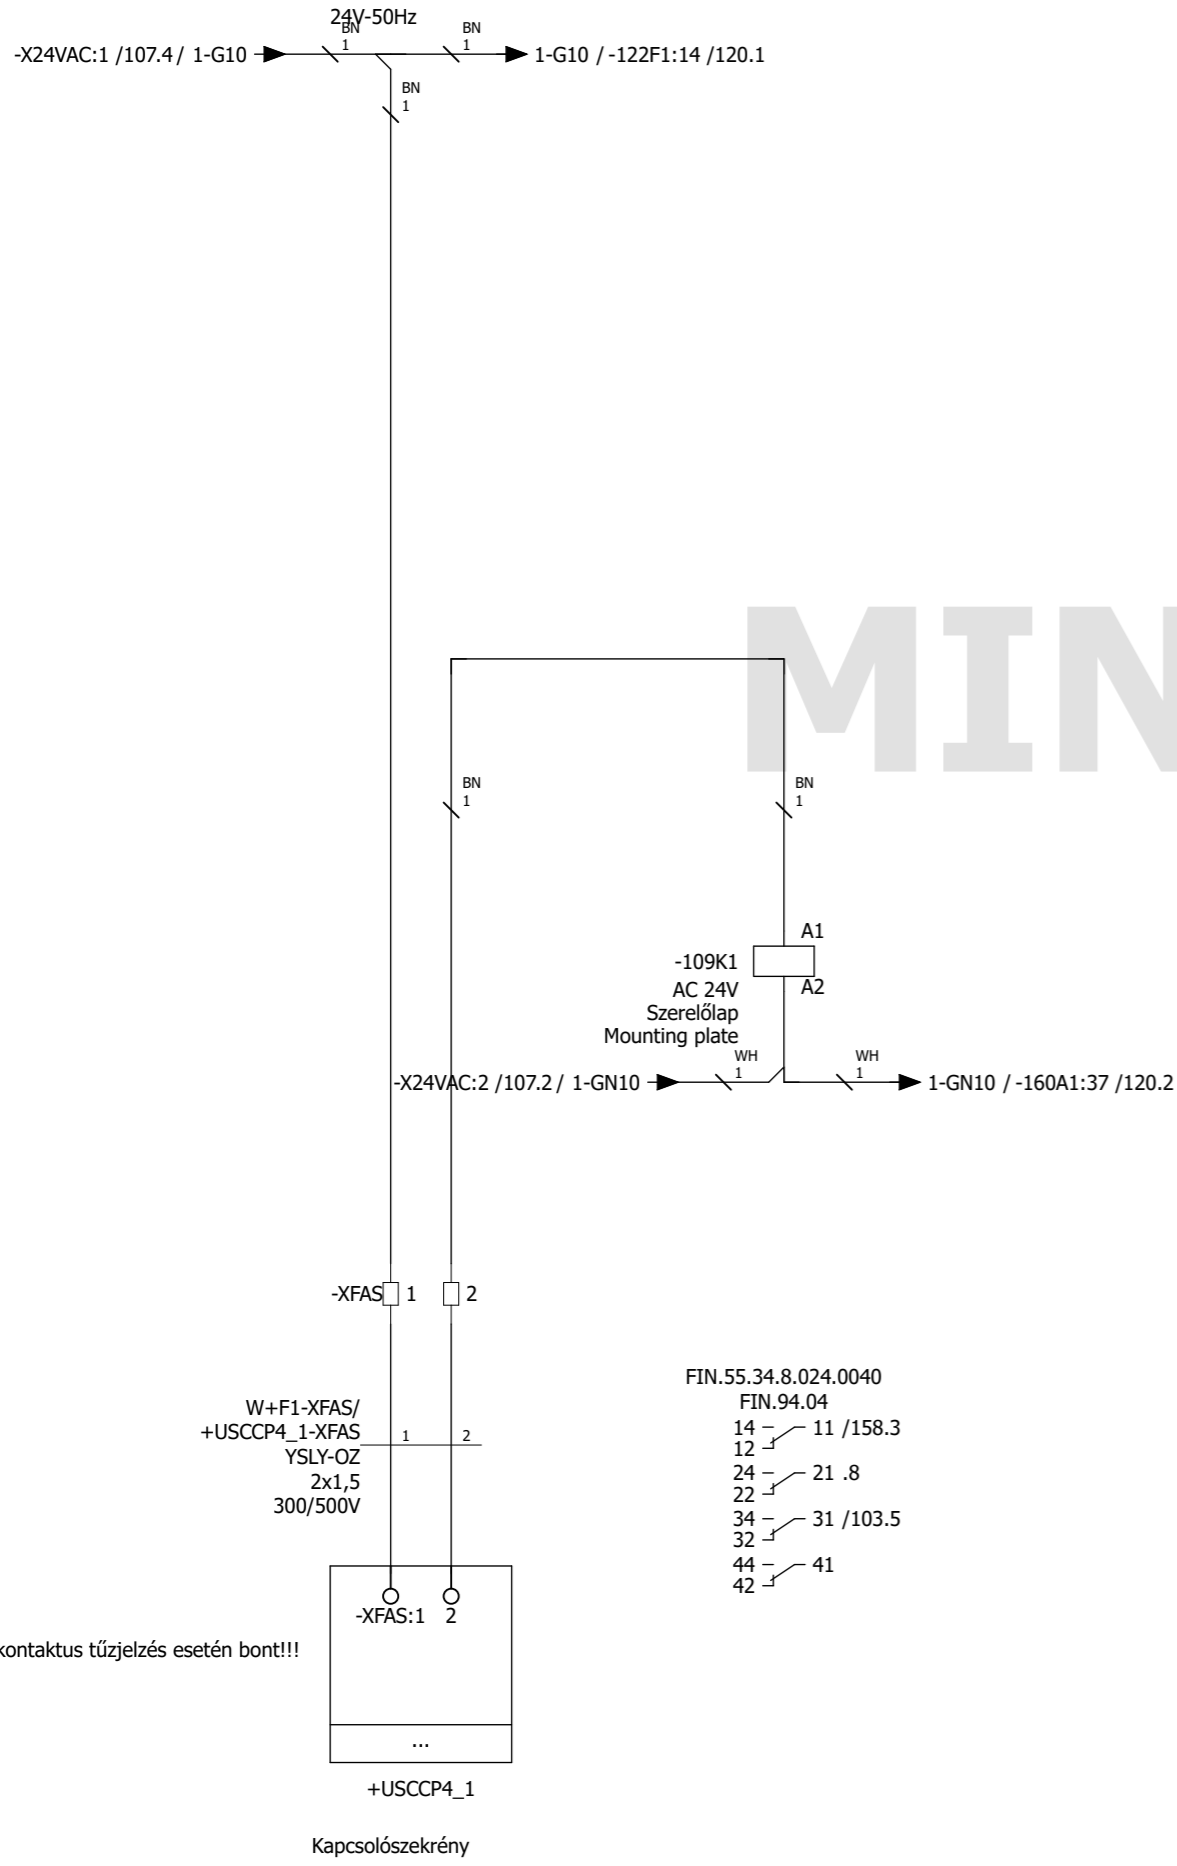 24V-50Hz
BN
1
BN
1
-X24VAC:1 /107.4 / 1-G10
1-G10 / -122F1:14 /120.1
BN
1
MIN
BN
1
BN
1
A1
-109K1
A2
AC 24V
Szerelőlap
Mounting plate
WH
1
WH
1
-X24VAC:2 /107.2 / 1-GN10
1-GN10 / -160A1:37 /120.2
-XFAS 1 2
FIN.55.34.8.024.0040
FIN.94.04
14 11 /158.3
12
24 21 .8
22
34 31 /103.5
32
44 41
42
W+F1-XFAS/
+USCCP4_1-XFAS
YSLY-OZ
2x1,5
300/500V
1 2
-XFAS:1 2
kontaktus tűzjelzés esetén bont!!!
...
+USCCP4_1
Kapcsolószekrény